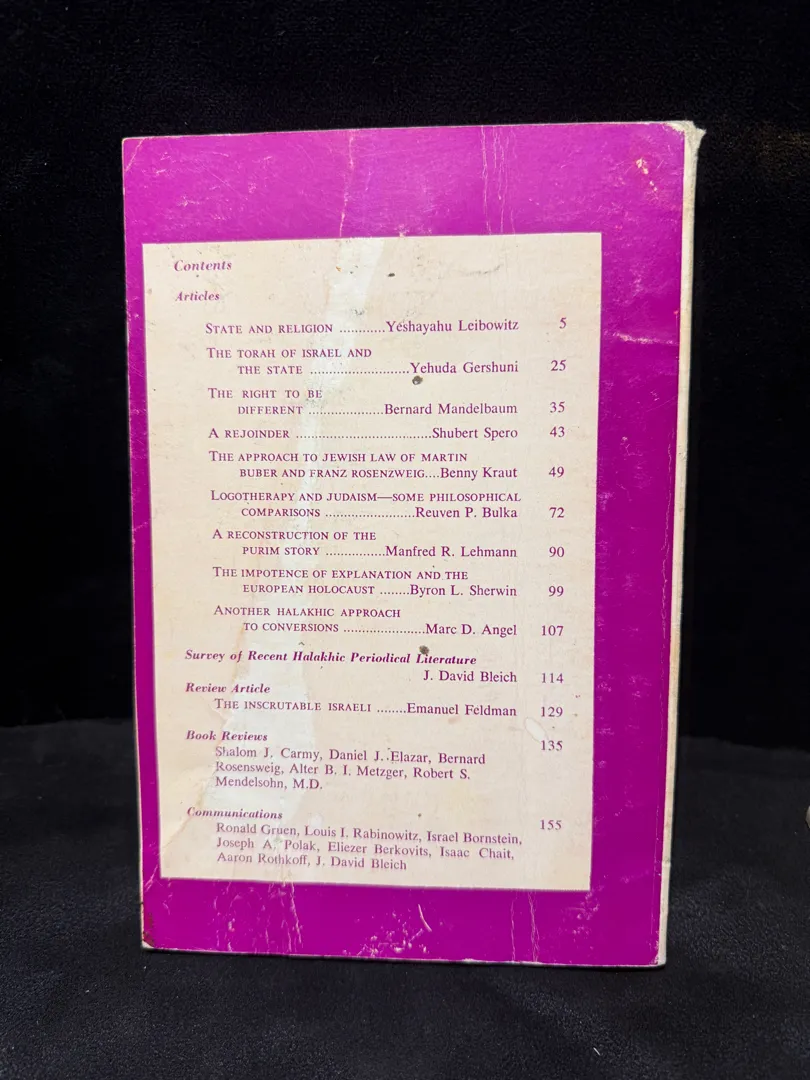 Contents
Articles
STATE AND RELIGION ............Yeshayahu Leibowitz 5
THE TORAH OF ISRAEL AND
THE STATE ...........................Yehuda Gershuni 25
THE RIGHT TO BE
DIFFERENT ....................Bernard Mandelbaum 35
A REJOINDER ....................................Shubert Spero 43
THE APPROACH TO JEWISH LAW OF MARTIN
BUBER AND FRANZ ROSENZWEIG....Benny Kraut 49
LOGOTHERAPY AND JUDAISM—SOME PHILOSOPHICAL
COMPARISONS ........................Reuven P. Bulka 72
A RECONSTRUCTION OF THE
PURIM STORY ................Manfred R. Lehmann 90
THE IMPOTENCE OF EXPLANATION AND THE
EUROPEAN HOLOCAUST ........Byron L. Sherwin 99
ANOTHER HALAKHIC APPROACH
TO CONVERSIONS ......................Marc D. Angel 107
Survey of Recent Halakhic Periodical Literature
J. David Bleich 114
Review Article
THE INSCRUTABLE ISRAELI ........Emanuel Feldman 129
Book Reviews 135
Shalom J. Carmy, Daniel J. Elazar, Bernard
Rosensweig, Alter B. I. Metzger, Robert S.
Mendelsohn, M.D.
Communications 155
Ronald Gruen, Louis I. Rabinowitz, Israel Bornstein,
Joseph A. Polak, Eliezer Berkovits, Isaac Chait,
Aaron Rothkoff, J. David Bleich